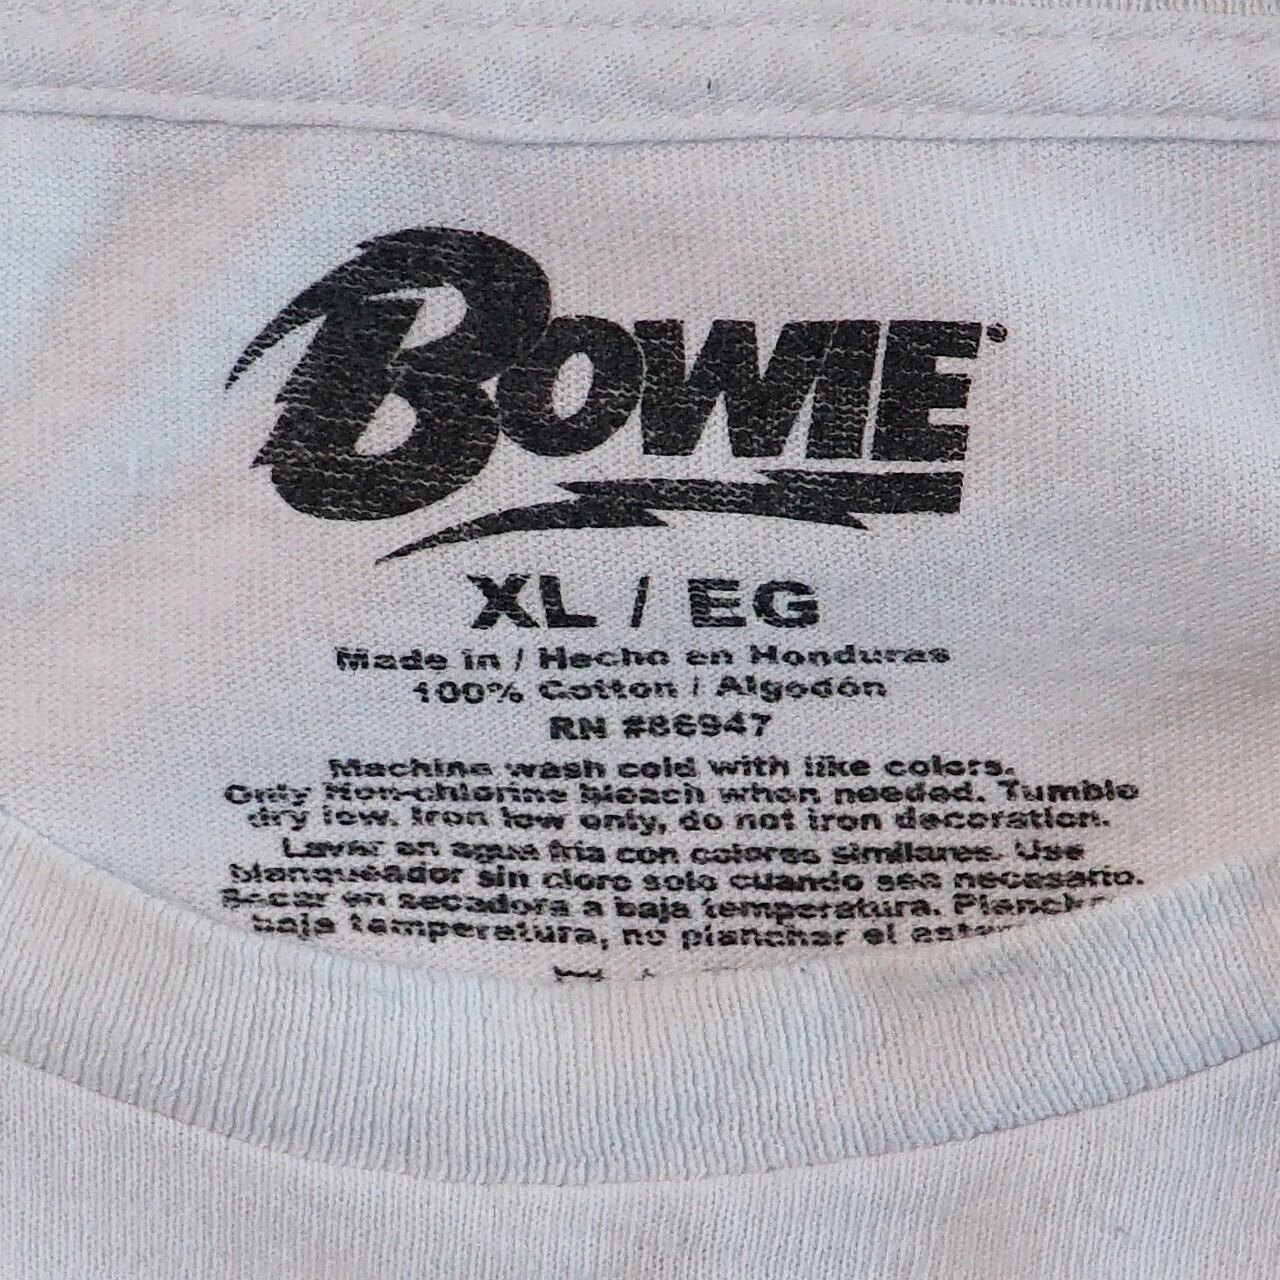 BOWIE
XL / EG
Made in / Hecho en Honduras
100% Cotton / Algodón
RN #86947
Machine wash cold with like colors.
Only Non-chlorine bleach when needed. Tumble
dry low. Iron low only, do not iron decoration.
Lavar en agua fría con colores similares. Use
blanqueador sin cloro solo cuando sea necesario.
Secar en secadora a baja temperatura.
baja temperatura, no planchar el